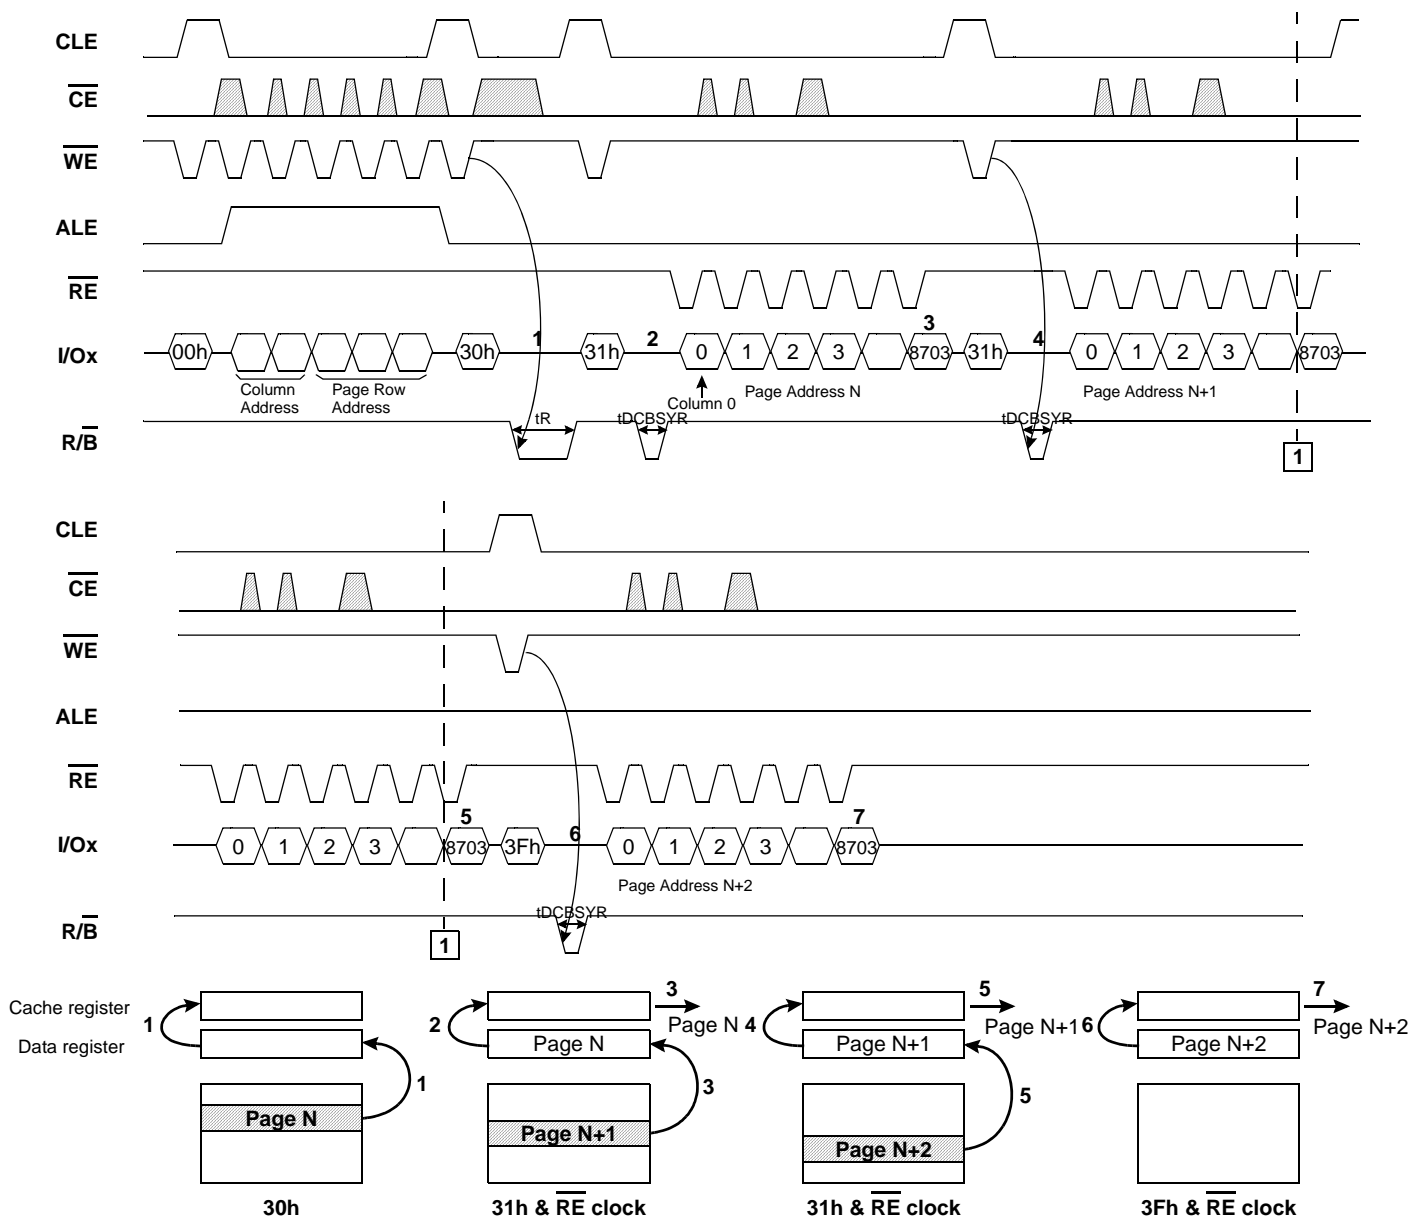 CLE
CE
WE
ALE
RE
1 2 3 4
I/Ox 00h 30h 31h 0 1 2 3 8703 31h 0 1 2 3 8703
Column Address
Page Row Address
Column 0
Page Address N
Page Address N+1
tR tDCBSYR tDCBSYR
R/B
1
CLE
CE
WE
ALE
RE
5 6 7
I/Ox 0 1 2 3 8703 3Fh 0 1 2 3 8703
Page Address N+2
tDCBSYR
R/B
1
Cache register
Data register
1
1
Page N
30h
2
3
Page N
Page N
3
Page N+1
31h & RE clock
4
5
Page N+1
Page N+1
5
Page N+2
31h & RE clock
6
7
Page N+2
Page N+2
3Fh & RE clock